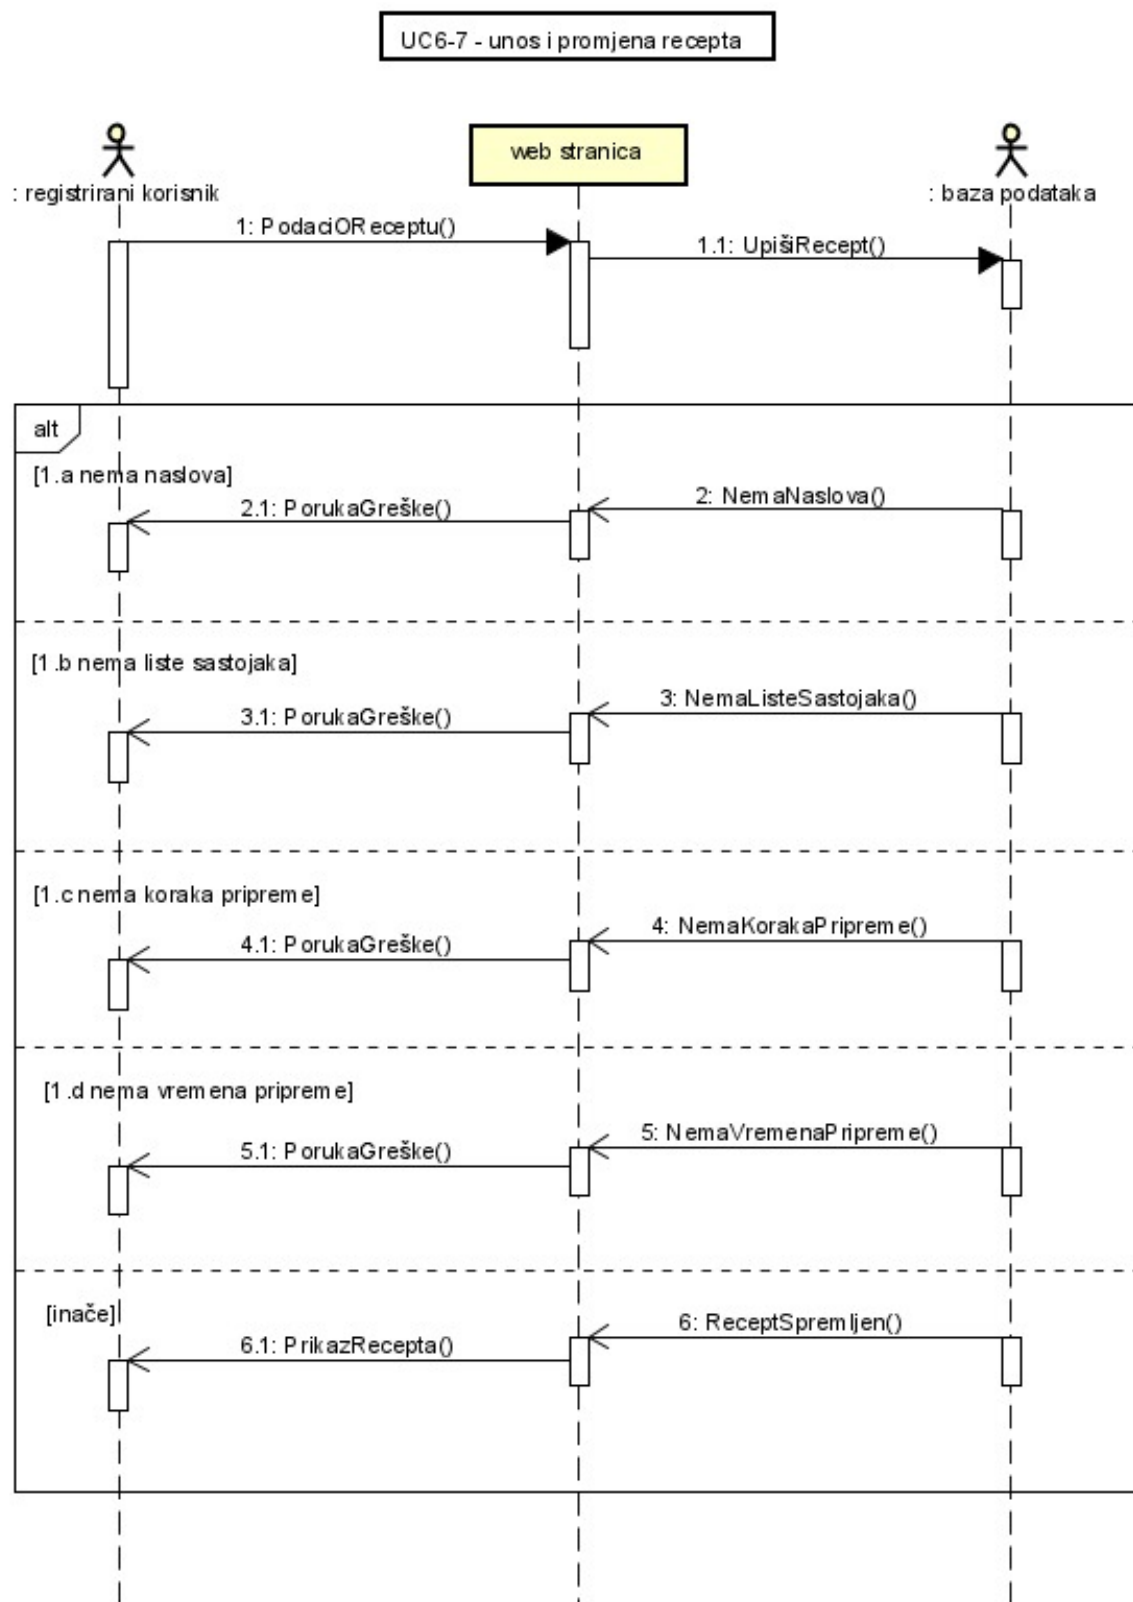 UC6-7 - unos i promjena recepta
: registrirani korisnik
web stranica
: baza podataka
1: PodaciOReceptu()
1.1: UpišiRecept()
alt
[1.a nema naslova]
2: NemaNaslova()
2.1: PorukaGreške()
[1.b nema liste sastojaka]
3: NemaListeSastojaka()
3.1: PorukaGreške()
[1.c nema koraka pripreme]
4: NemaKorakaPripreme()
4.1: PorukaGreške()
[1.d nema vremena pripreme]
5: NemaVremenaPripreme()
5.1: PorukaGreške()
[inače]
6: ReceptSpremljen()
6.1: PrikazRecepta()